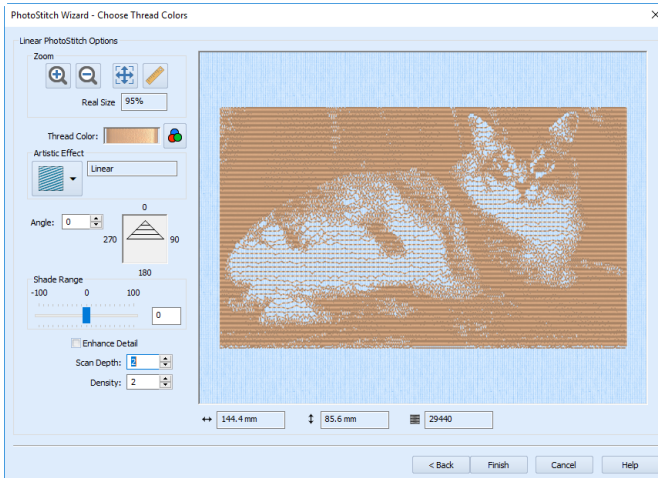 PhotoStitch Wizard - Choose Thread Colors
Linear PhotoStitch Options
Zoom
Real Size 95%
Thread Color:
Artistic Effect
Linear
Angle: 0
0
270 90
180
Shade Range
-100 0 100
0
Enhance Detail
Scan Depth: 2
Density: 2
144.4 mm 85.6 mm 29440
< Back Finish Cancel Help